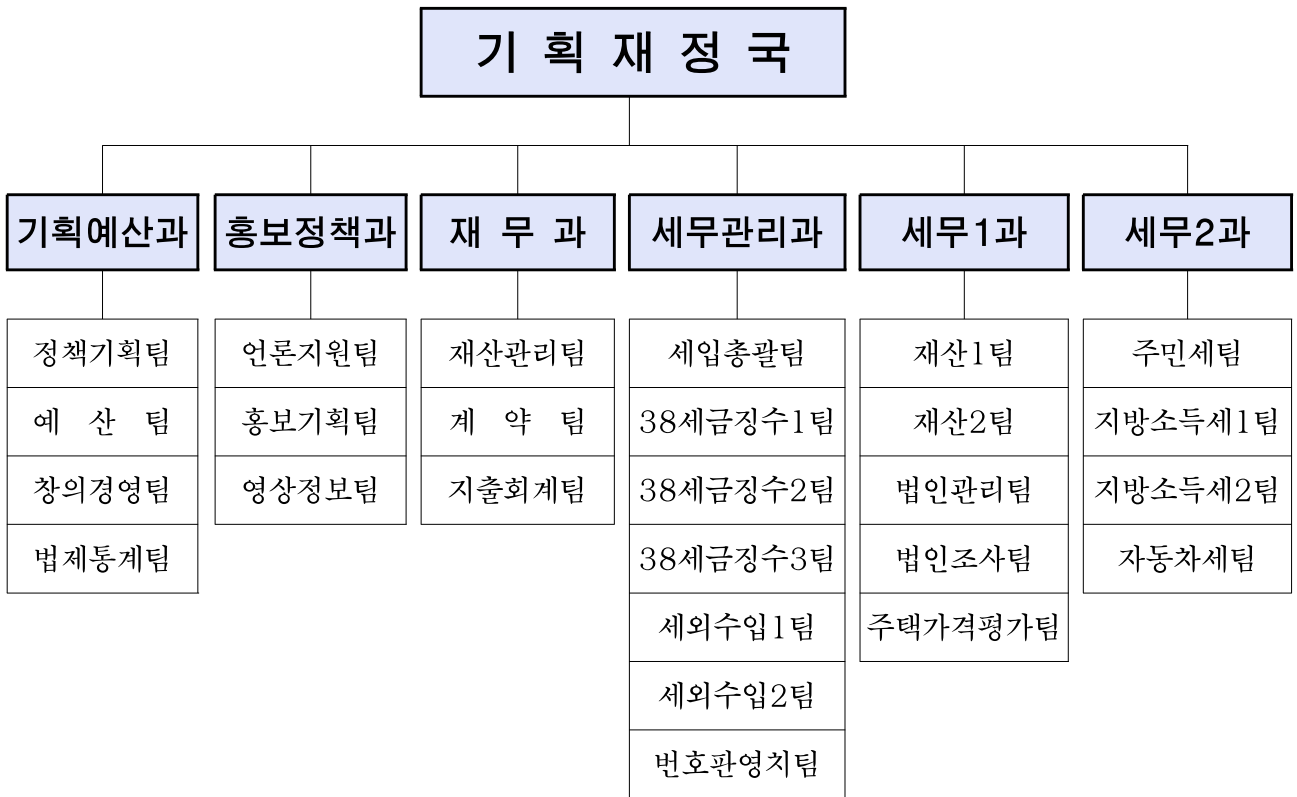 기 획 재 정 국
기획예산과
홍보정책과
재 무 과
세무관리과
세무1과
세무2과
정책기획팀
예 산 팀
창의경영팀
법제통계팀
언론지원팀
홍보기획팀
영상정보팀
재산관리팀
계 약 팀
지출회계팀
세입총괄팀
38세금징수1팀
38세금징수2팀
38세금징수3팀
세외수입1팀
세외수입2팀
번호판영치팀
재산1팀
재산2팀
법인관리팀
법인조사팀
주택가격평가팀
주민세팀
지방소득세1팀
지방소득세2팀
자동차세팀